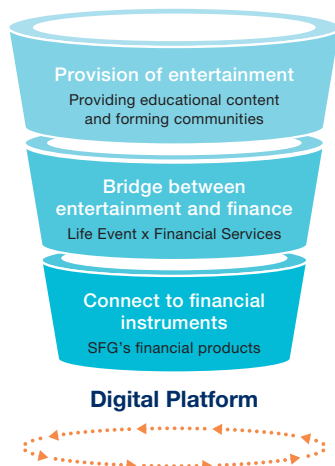 Provision of entertainment
Providing educational content
and forming communities
Bridge between
entertainment and finance
Life Event x Financial Services
Connect to financial
instruments
SFG's financial products
Digital Platform